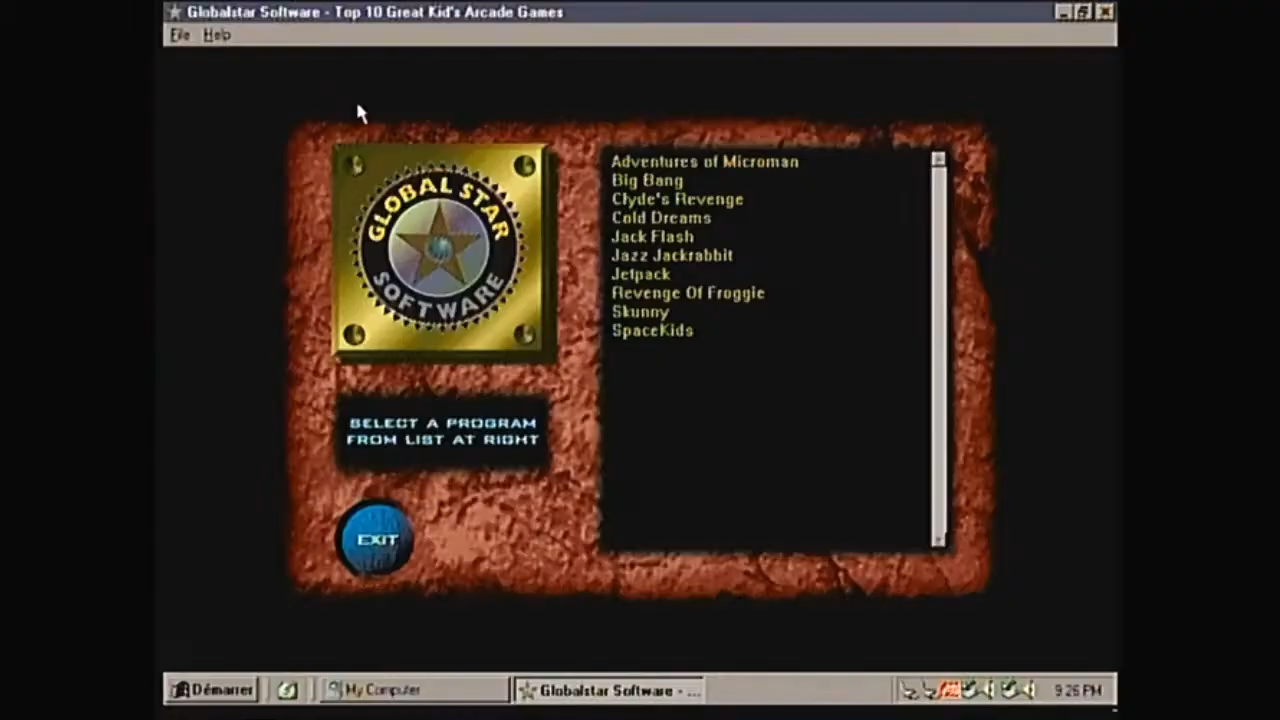 Globalstar Software - Top 10 Great Kid's Arcade Games
File Help
GLOBAL STAR
SOFTWARE
Adventures of Microman
Big Bang
Clyde's Revenge
Cold Dreams
Jack Flash
Jazz Jackrabbit
Jetpack
Revenge Of Froggie
Skunny
SpaceKids
SELECT A PROGRAM
FROM LIST AT RIGHT
EXIT
Démarrer
My Computer
Globalstar Software - ...
9:26 PM